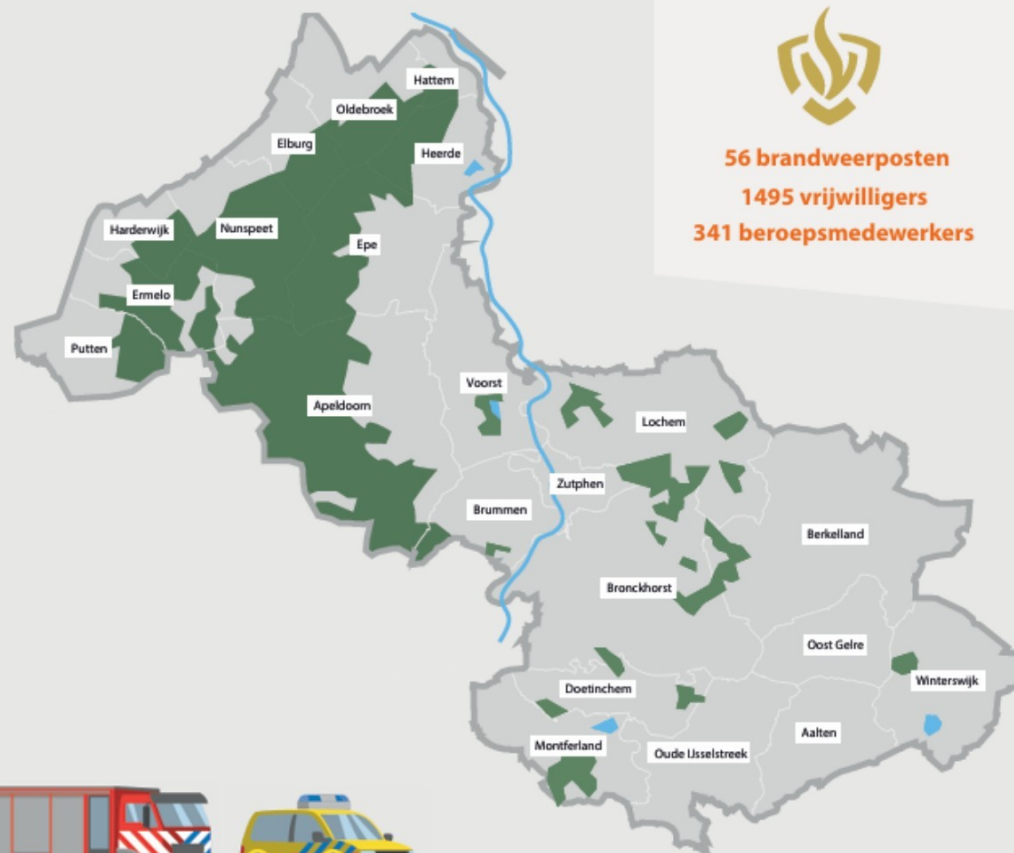 56 brandweerposten
1495 vrijwilligers
341 beroepsmedewerkers
Hattem
Oldebroek
Elburg
Heerde
Harderwijk
Nunspeet
Epe
Ermelo
Putten
Voorst
Apeldoorn
Lochem
Zutphen
Brummen
Berkelland
Bronckhorst
Oost Gelre
Winterswijk
Doetinchem
Aalten
Montferland
Oude IJsselstreek